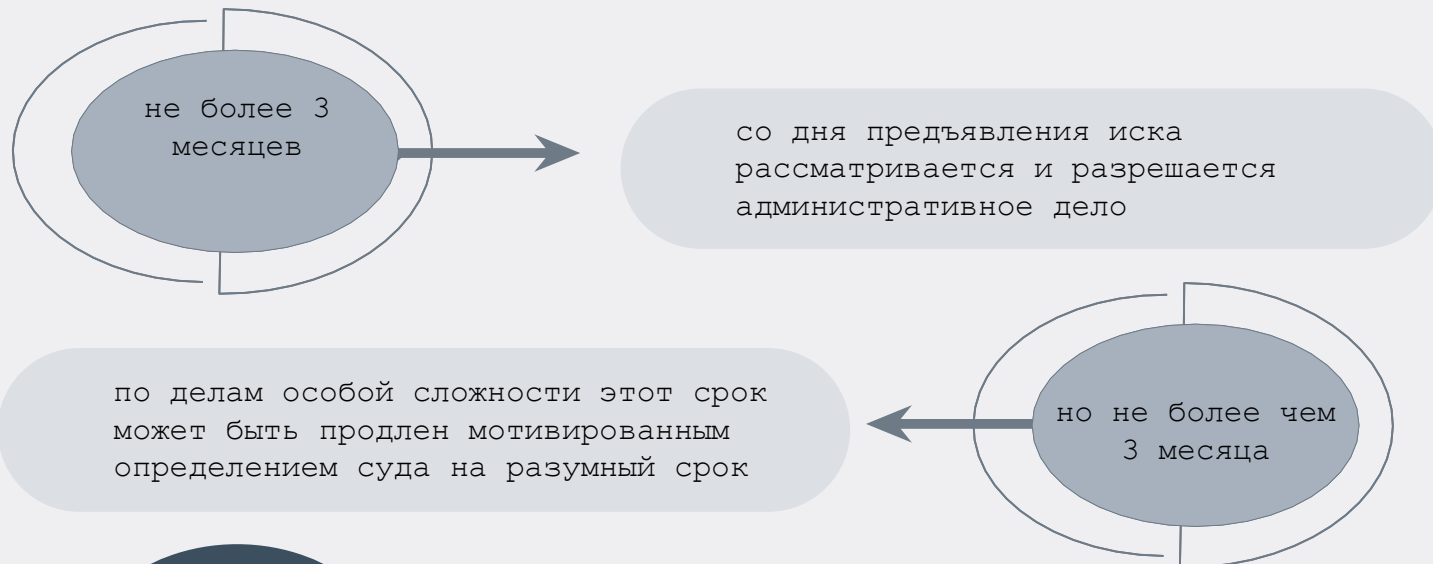 не более 3
месяцев
со дня предъявления иска
рассматривается и разрешается
административное дело
по делам особой сложности этот срок
может быть продлен мотивированным
определением суда на разумный срок
но не более чем
3 месяца